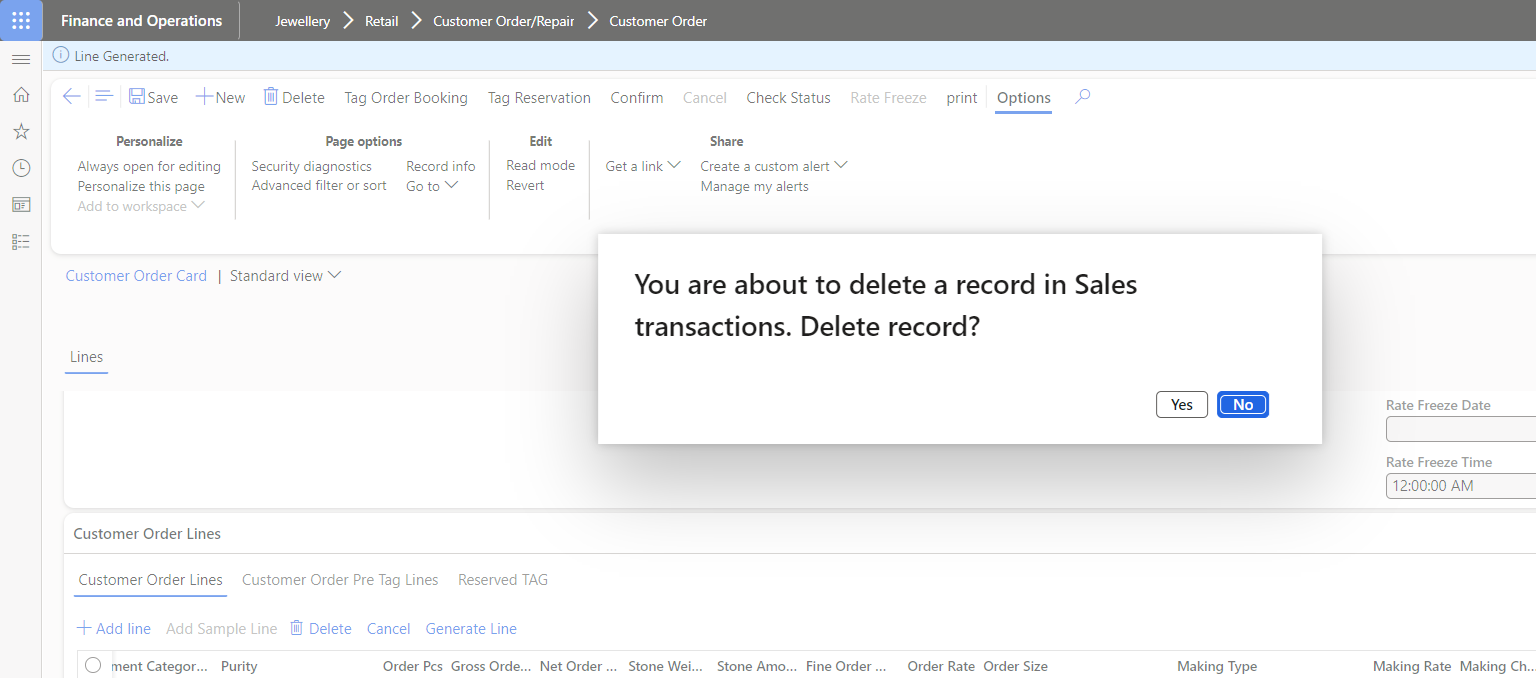 Finance and Operations Jewellery Retail Customer Order/Repair Customer Order
Line Generated.
Save New Delete Tag Order Booking Tag Reservation Confirm Cancel Check Status Rate Freeze print Options
Personalize Page options Edit Share
Always open for editing Security diagnostics Record info Read mode Get a link Create a custom alert
Personalize this page Advanced filter or sort Go to Revert Manage my alerts
Add to workspace
Customer Order Card | Standard view
You are about to delete a record in Sales
transactions. Delete record?
Lines
Yes No
Rate Freeze Date
Rate Freeze Time
12:00:00 AM
Customer Order Lines
Customer Order Lines Customer Order Pre Tag Lines Reserved TAG
Add line Add Sample Line Delete Cancel Generate Line
ment Categor... Purity Order Pcs Gross Orde... Net Order ... Stone Wei... Stone Amo... Fine Order ... Order Rate Order Size Making Type Making Rate Making Ch...